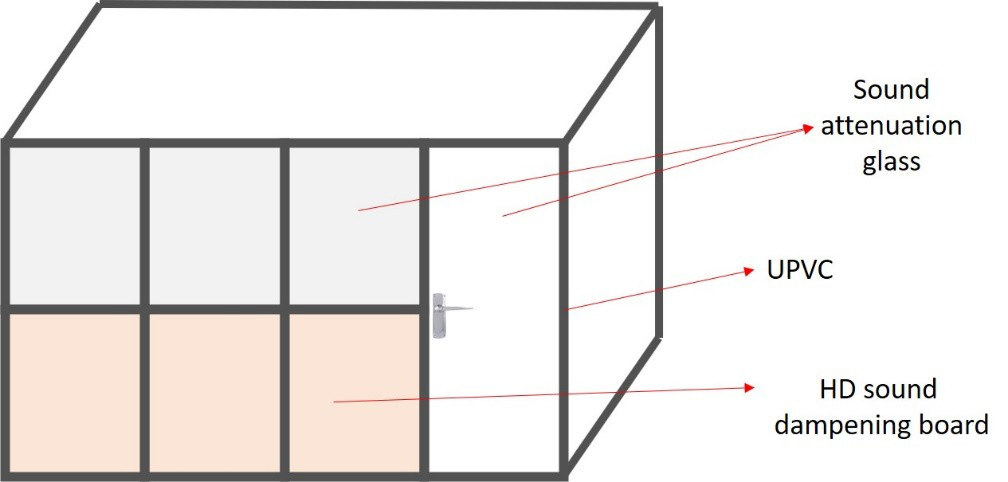 Sound
attenuation
glass
UPVC
HD sound
dampening board